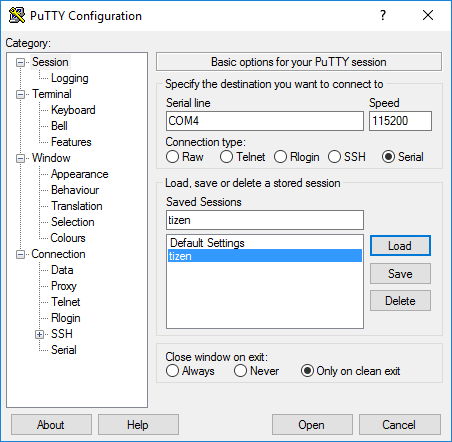 PuTTY Configuration
?
Category:
Session
Logging
Terminal
Keyboard
Bell
Features
Window
Appearance
Behaviour
Translation
Selection
Colours
Connection
Data
Proxy
Telnet
Rlogin
SSH
Serial
Basic options for your PuTTY session
Specify the destination you want to connect to
Serial line Speed
COM4 115200
Connection type:
Raw Telnet Rlogin SSH Serial
Load, save or delete a stored session
Saved Sessions
tizen
Default Settings
tizen
Load
Save
Delete
Close window on exit:
Always Never Only on clean exit
About Help Open Cancel